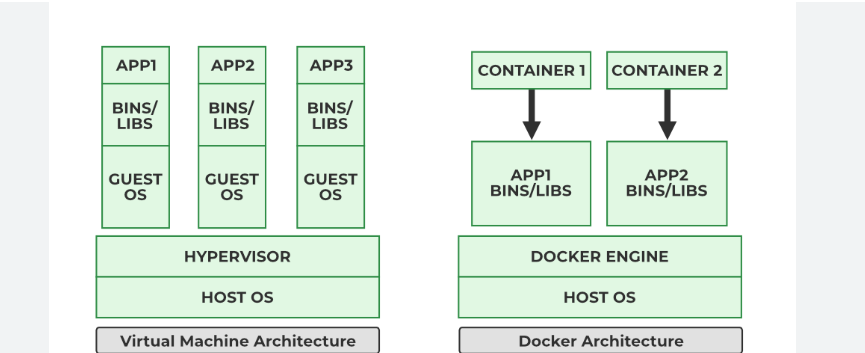 APP1
BINS/
LIBS
GUEST
OS
APP2
BINS/
LIBS
GUEST
OS
APP3
BINS/
LIBS
GUEST
OS
HYPERVISOR
HOST OS
Virtual Machine Architecture
CONTAINER 1
APP1
BINS/LIBS
CONTAINER 2
APP2
BINS/LIBS
DOCKER ENGINE
HOST OS
Docker Architecture